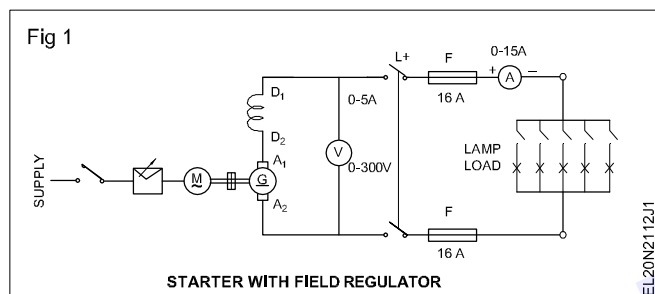 Fig 1
L+
F
0-15A
+
A
–
16 A
D1
D2
0-5A
V
0-300V
A1
A2
SUPPLY
M
~
G
LAMP
LOAD
F
16 A
STARTER WITH FIELD REGULATOR
EL20N2112J1